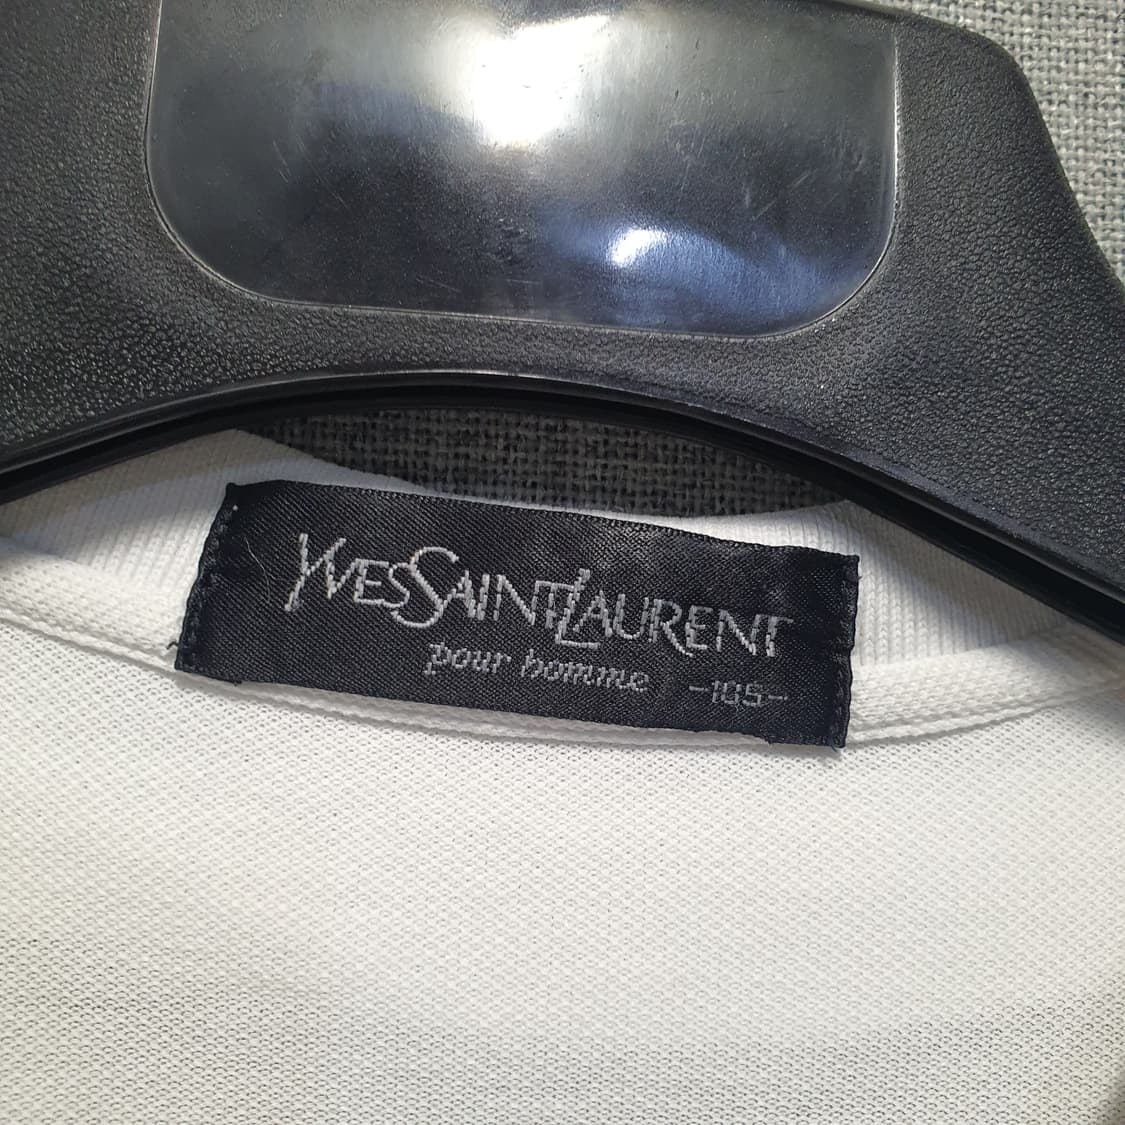 YVESSAINTLAURENT
pour homme -105-